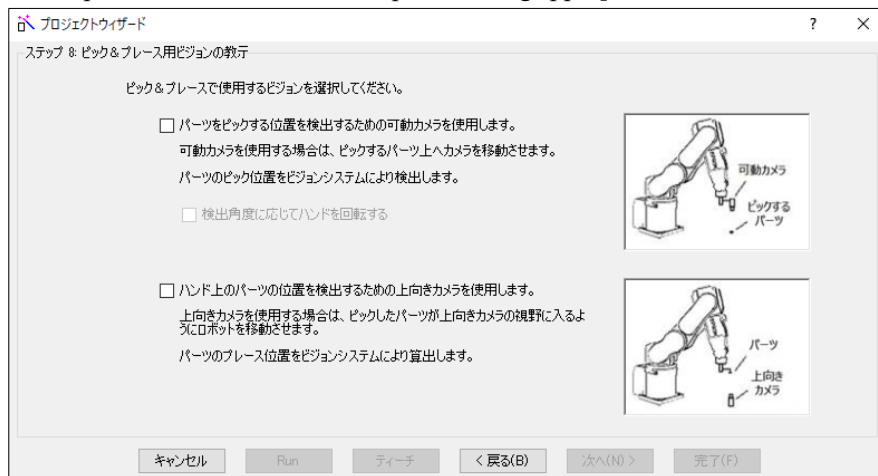 プロジェクトウィザード ? ×
ステップ 8: ピック&プレース用ビジョンの教示
ピック&プレースで使用するビジョンを選択してください。
パーツをピックする位置を検出するための可動カメラを使用します。
可動カメラを使用する場合は、ピックするパーツ上へカメラを移動させます。
パーツのピック位置をビジョンシステムにより検出します。
検出角度に応じてハンドを回転する
可動カメラ
ピックする
パーツ
ハンド上のパーツの位置を検出するための上向きカメラを使用します。
上向きカメラを使用する場合は、ピックしたパーツが上向きカメラの視野に入るよ
うにロボットを移動させます。
パーツのプレース位置をビジョンシステムにより算出します。
パーツ
上向き
カメラ
キャンセル Run ティーチ < 戻る(B) 次へ(N) > 完了(F)